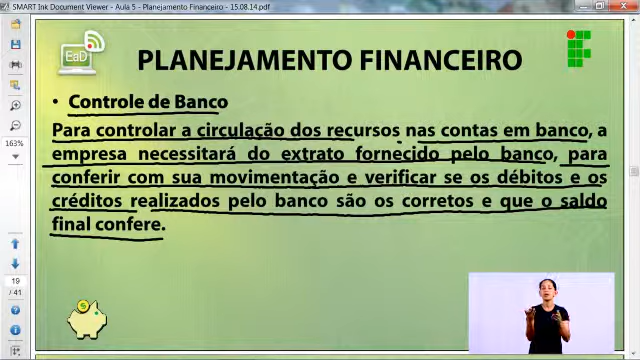 SMART Ink Document Viewer - Aula 5 - Planejamento Financeiro - 15.08.14.pdf
EaD
PLANEJAMENTO FINANCEIRO
• Controle de Banco
Para controlar a circulação dos recursos nas contas em banco, a
empresa necessitará do extrato fornecido pelo banco, para
conferir com sua movimentação e verificar se os débitos e os
créditos realizados pelo banco são os corretos e que o saldo
final confere.
163%
19
/ 41